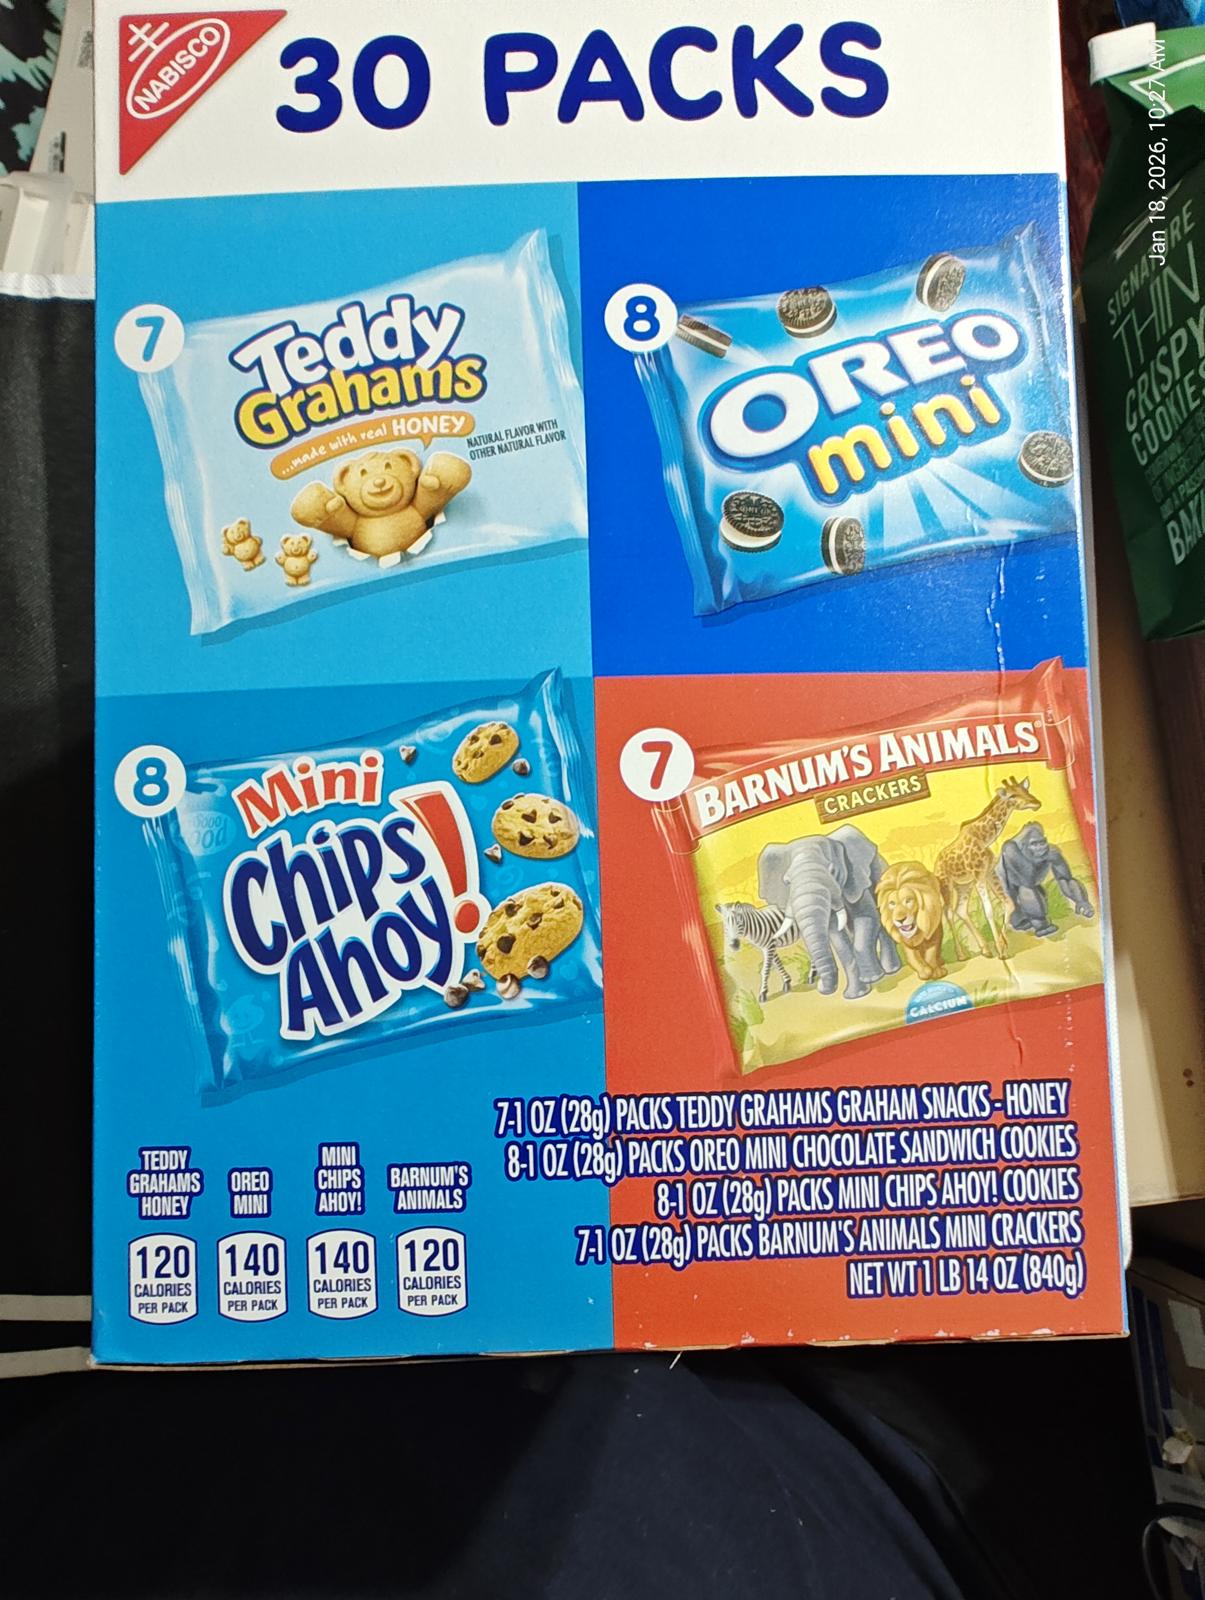 NABISCO
30 PACKS
7
Teddy
Grahams
...made with real HONEY
NATURAL FLAVOR WITH
OTHER NATURAL FLAVOR
8
OREO
mini
8
Mini
Chips
Ahoy!
7
BARNUM'S ANIMALS
CRACKERS
CALCIUM
7-1 OZ (28g) PACKS TEDDY GRAHAMS GRAHAM SNACKS - HONEY
8-1 OZ (28g) PACKS OREO MINI CHOCOLATE SANDWICH COOKIES
8-1 OZ (28g) PACKS MINI CHIPS AHOY! COOKIES
7-1 OZ (28g) PACKS BARNUM'S ANIMALS MINI CRACKERS
NET WT 1 LB 14 OZ (840g)
TEDDY
GRAHAMS
HONEY
120
CALORIES
PER PACK
OREO
MINI
140
CALORIES
PER PACK
MINI
CHIPS
AHOY!
140
CALORIES
PER PACK
BARNUM'S
ANIMALS
120
CALORIES
PER PACK
Jan 18, 2026, 10:27 AM
THIN
CRISPY
COOKIES